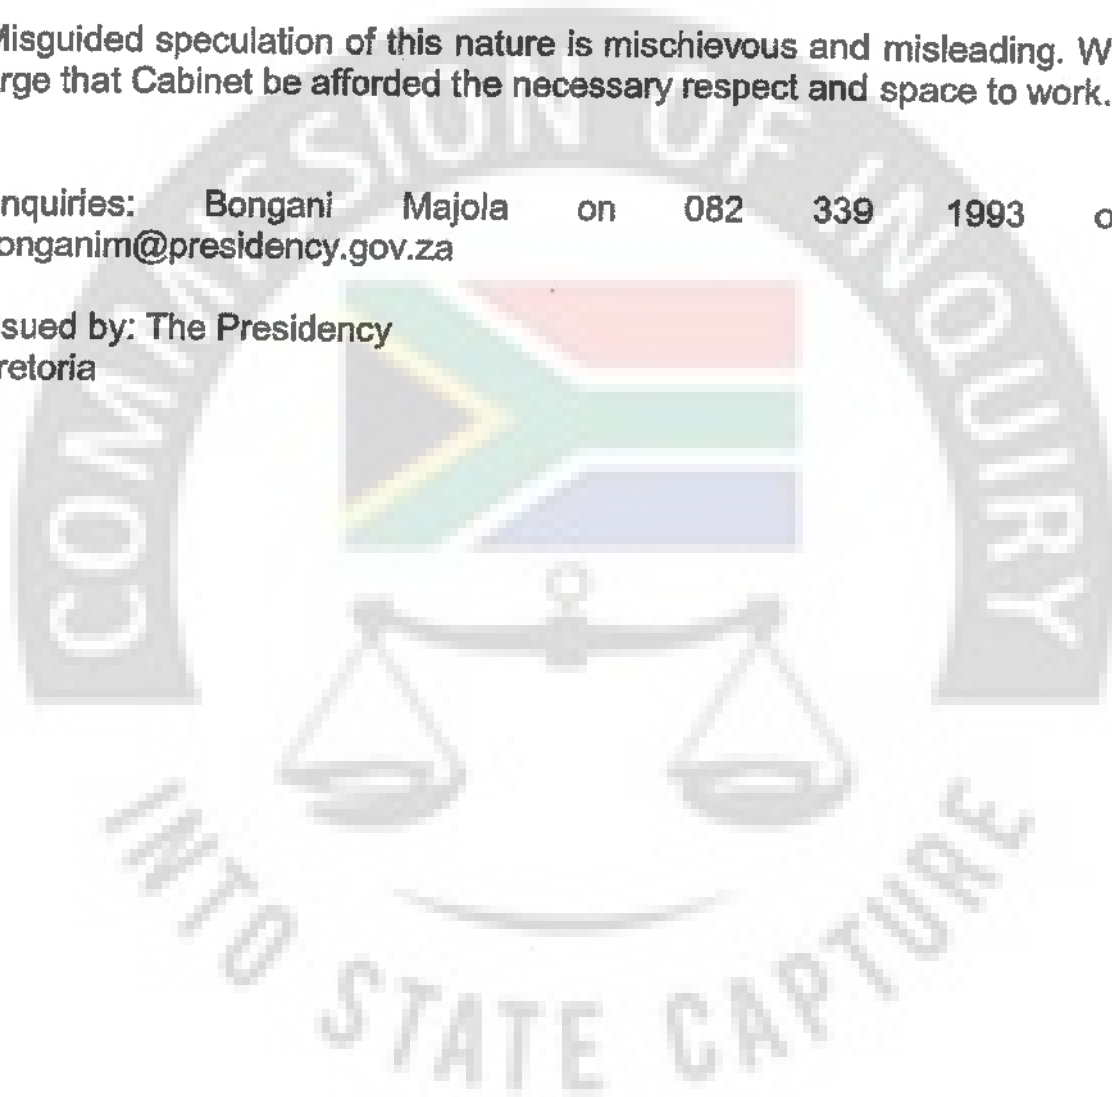 Misguided speculation of this nature is mischievous and misleading. W
rge that Cabinet be afforded the necessary respect and space to work.
nquiries: Bongani Majola on 082 339 1993 o
onganim@presidency.gov.za
sued by: The Presidency
retoria
COMMISSION OF INQUIRY
INTO STATE CAPTURE